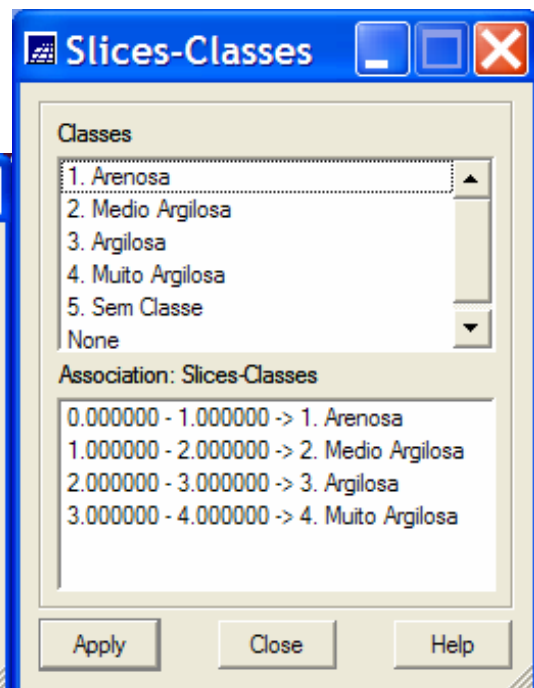 Slices-Classes
Classes
1. Arenosa
2. Medio Argilosa
3. Argilosa
4. Muito Argilosa
5. Sem Classe
None
Association: Slices-Classes
0.000000 - 1.000000 -> 1. Arenosa
1.000000 - 2.000000 -> 2. Medio Argilosa
2.000000 - 3.000000 -> 3. Argilosa
3.000000 - 4.000000 -> 4. Muito Argilosa
Apply Close Help